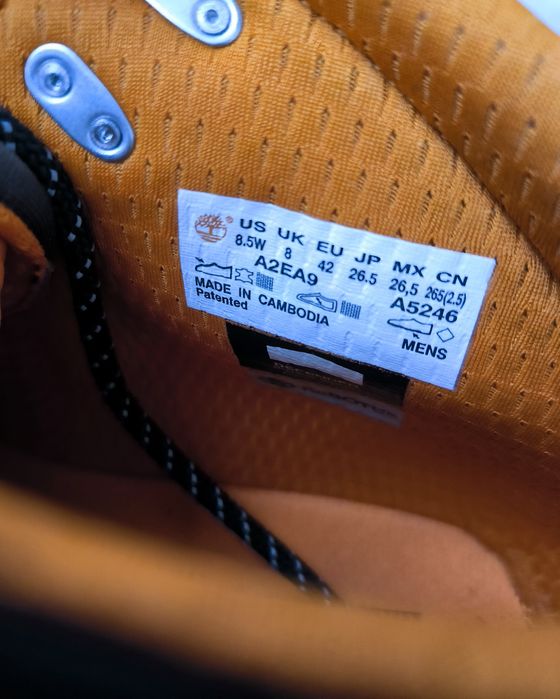 US UK EU JP MX CN
8.5W 8 42 26.5 26,5 265(2.5)
A2EA9 A5246
MADE IN CAMBODIA
Patented
MENS